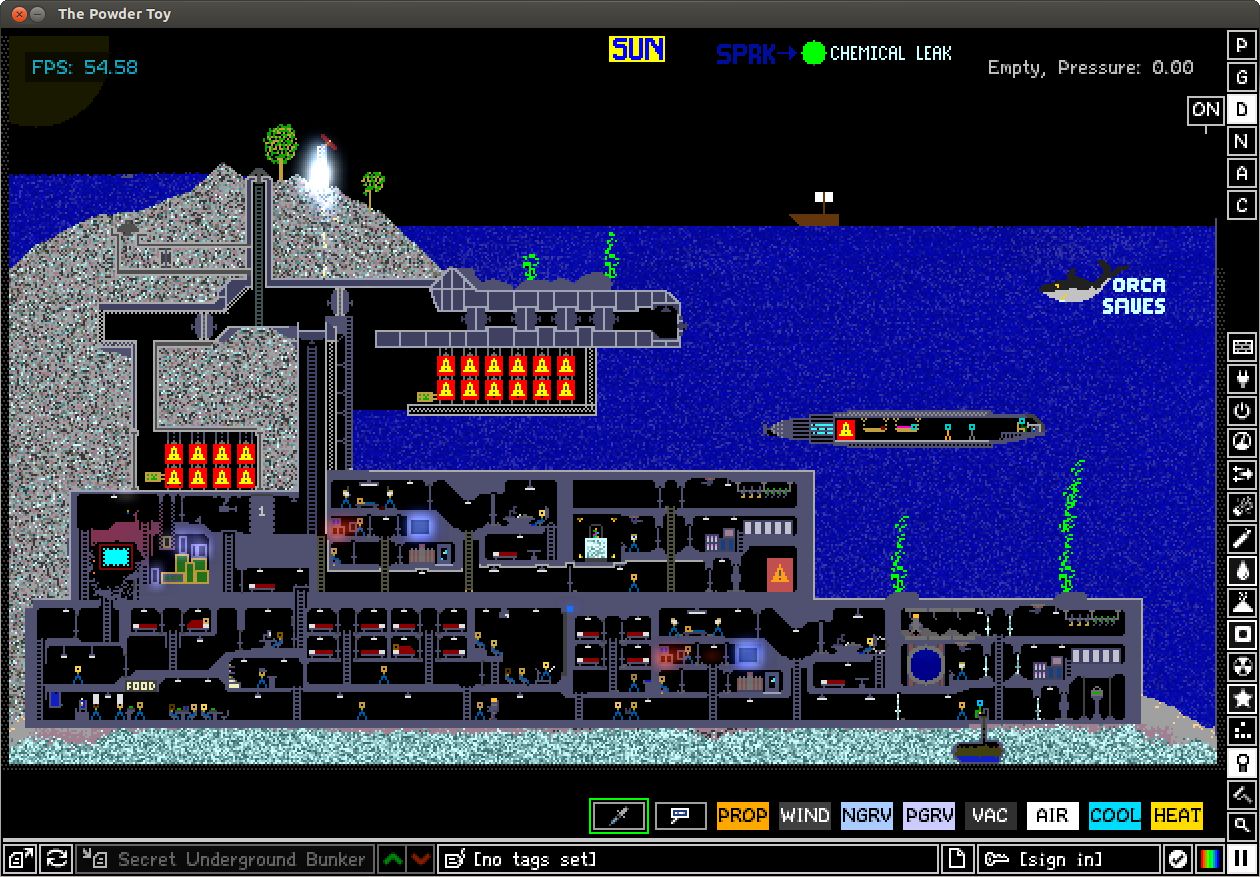 The Powder Toy
FPS: 54.58
SUN
SPRK→ CHEMICAL LEAK
Empty, Pressure: 0.00
P
G
ON D
N
A
C
ORCA
SAVES
1
FOOD
PROP WIND NGRV PGRV VAC AIR COOL HEAT
Secret Underground Bunker [no tags set] [sign in]